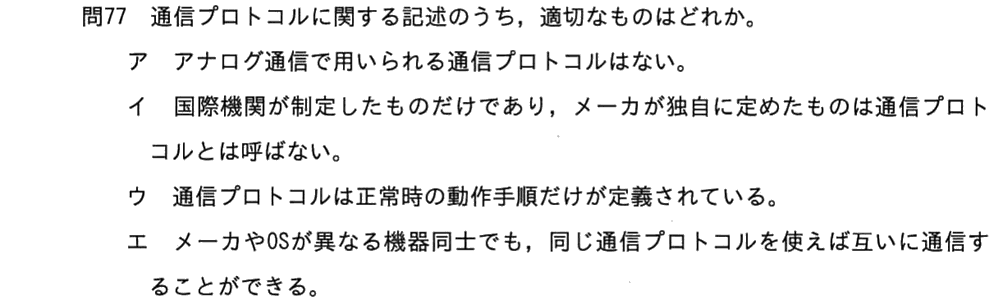 問77 通信プロトコルに関する記述のうち，適切なものはどれか。
ア アナログ通信で用いられる通信プロトコルはない。
イ 国際機関が制定したものだけであり，メーカが独自に定めたものは通信プロト
コルとは呼ばない。
ウ 通信プロトコルは正常時の動作手順だけが定義されている。
エ メーカやOSが異なる機器同士でも，同じ通信プロトコルを使えば互いに通信す
ることができる。